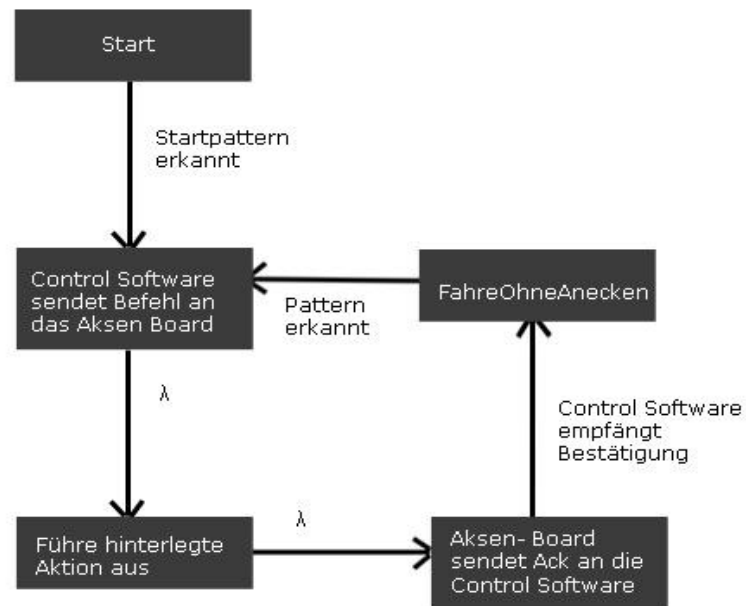 Start
Startpattern
erkannt
Control Software
sendet Befehl an
das Aksen Board
Pattern
erkannt
FahreOhneAnecken
λ
Control Software
empfängt
Bestätigung
Führe hinterlegte
Aktion aus
λ
Aksen- Board
sendet Ack an die
Control Software